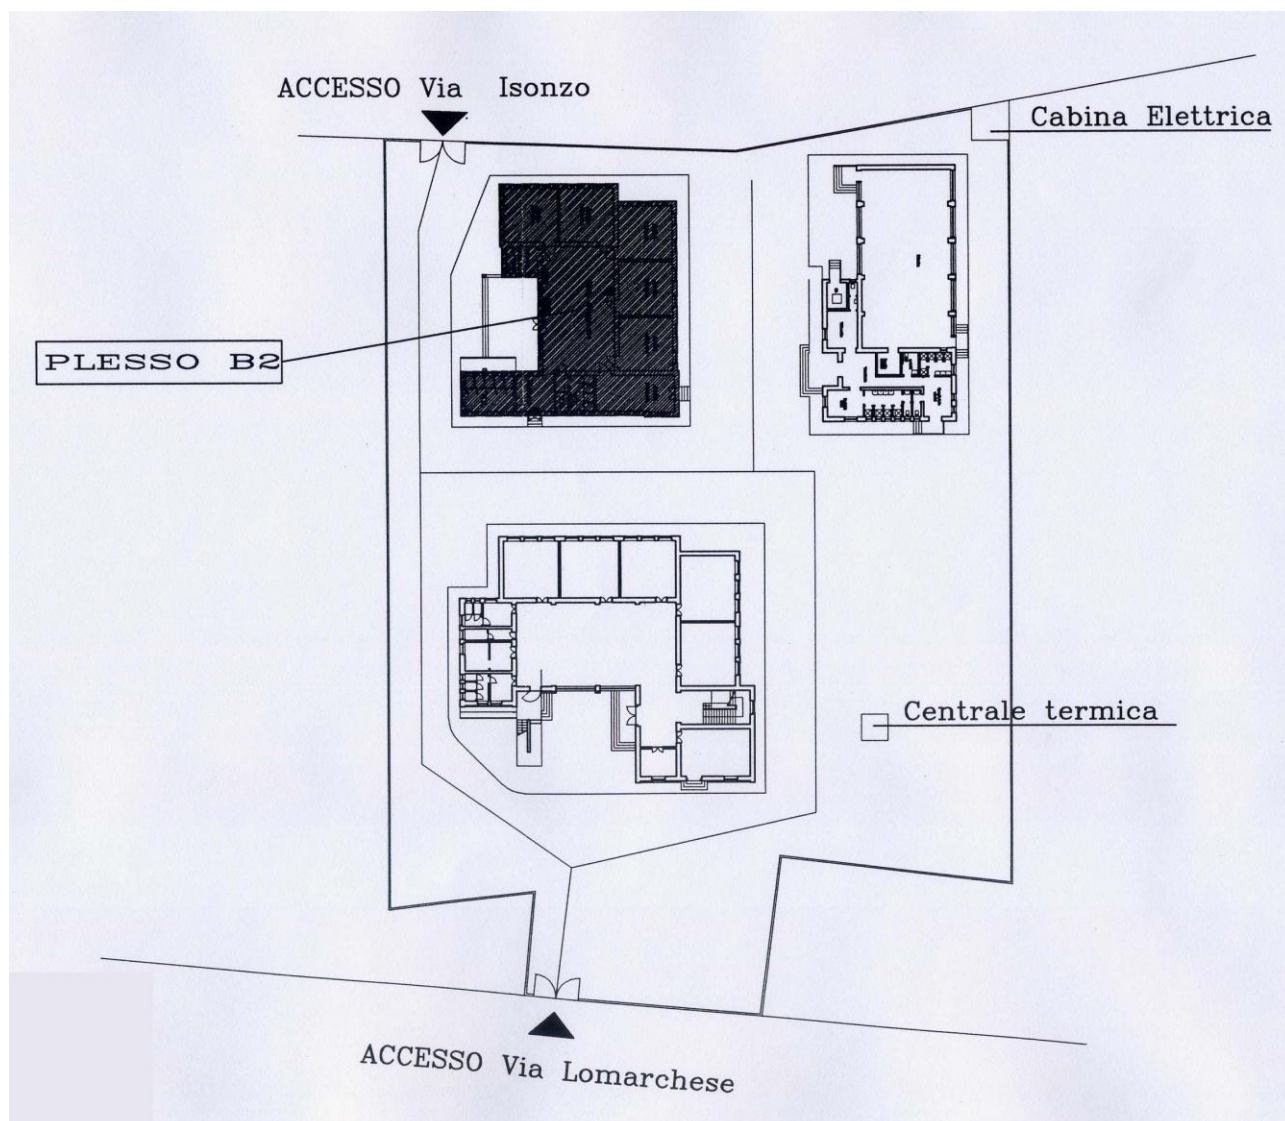 ACCESSO Via Isonzo
Cabina Elettrica
PLESSO B2
Centrale termica
ACCESSO Via Lomarchese